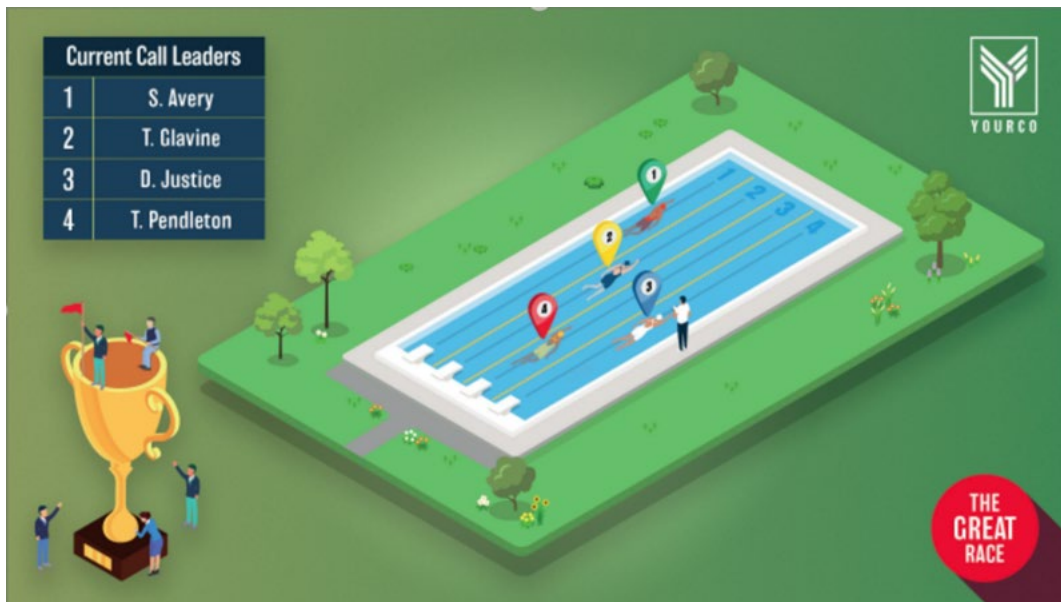 Current Call Leaders
1 S. Avery
2 T. Glavine
3 D. Justice
4 T. Pendleton
YOURCO
1
2
3
4
1
2
3
4
THE
GREAT
RACE